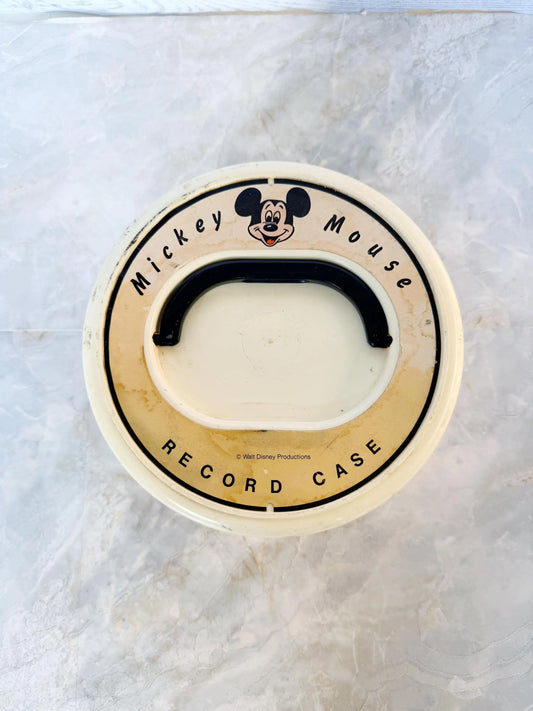 Mickey Mouse
© Walt Disney Productions
RECORD CASE